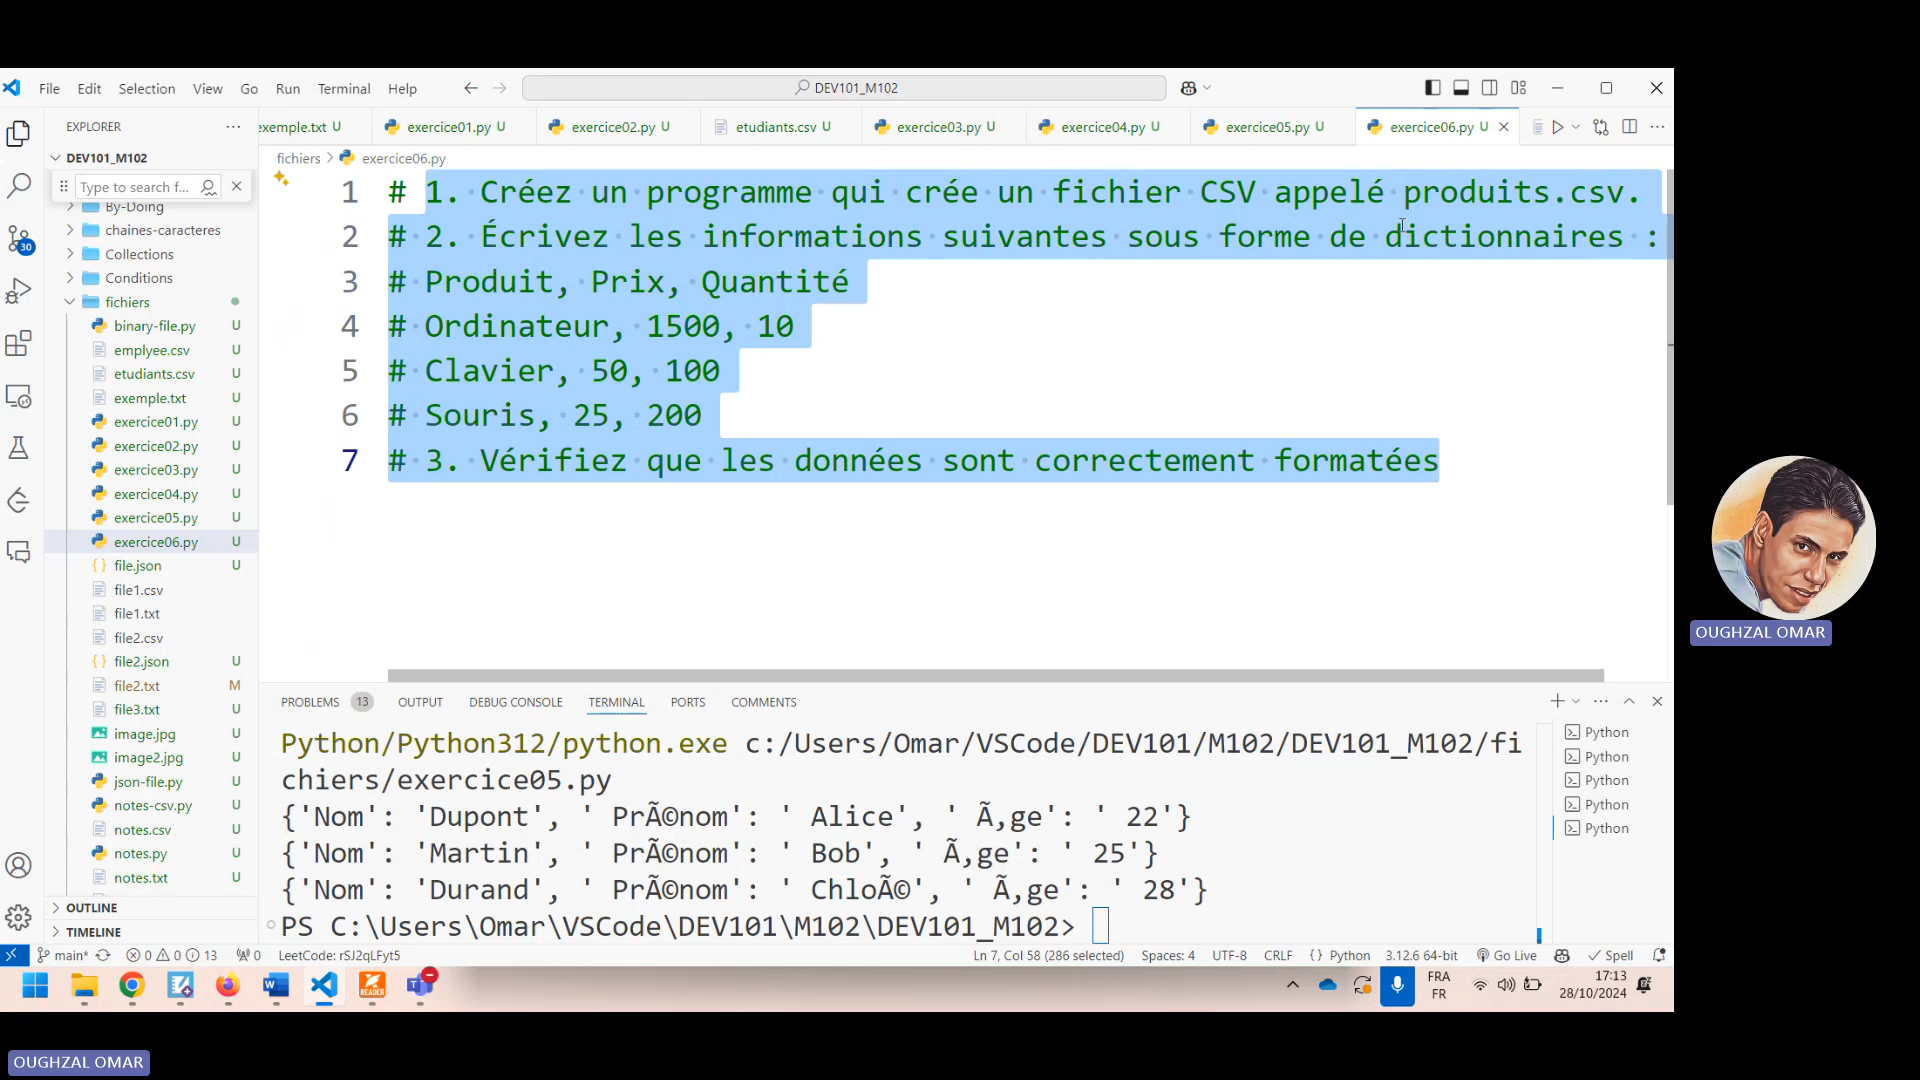 File Edit Selection View Go Run Terminal Help
DEV101_M102
EXPLORER
exemple.txt U
exercice01.py U
exercice02.py U
etudiants.csv U
exercice03.py U
exercice04.py U
exercice05.py U
exercice06.py U
DEV101_M102
fichiers > exercice06.py
Type to search f...
By-Doing
chaines-caracteres
Collections
Conditions
fichiers
binary-file.py U
emplyee.csv U
etudiants.csv U
exemple.txt U
exercice01.py U
exercice02.py U
exercice03.py U
exercice04.py U
exercice05.py U
exercice06.py U
file.json U
file1.csv
file1.txt
file2.csv
file2.json U
file2.txt M
file3.txt U
image.jpg U
image2.jpg U
json-file.py U
notes-csv.py U
notes.csv U
notes.py U
notes.txt U
OUTLINE
TIMELINE
30
1 # 1. Créez un programme qui crée un fichier CSV appelé produits.csv.
2 # 2. Écrivez les informations suivantes sous forme de dictionnaires :
3 # Produit, Prix, Quantité
4 # Ordinateur, 1500, 10
5 # Clavier, 50, 100
6 # Souris, 25, 200
7 # 3. Vérifiez que les données sont correctement formatées
PROBLEMS 13 OUTPUT DEBUG CONSOLE TERMINAL PORTS COMMENTS
Python/Python312/python.exe c:/Users/Omar/VSCode/DEV101/M102/DEV101_M102/fi
chiers/exercice05.py
{'Nom': 'Dupont', ' PrÃ©nom': ' Alice', ' Ã‚ge': ' 22'}
{'Nom': 'Martin', ' PrÃ©nom': ' Bob', ' Ã‚ge': ' 25'}
{'Nom': 'Durand', ' PrÃ©nom': ' ChloÃ©', ' Ã‚ge': ' 28'}
PS C:\Users\Omar\VSCode\DEV101\M102\DEV101_M102>
Python
Python
Python
Python
Python
main* 0 0 13 0 LeetCode: rSJ2qLFyt5 Ln 7, Col 58 (286 selected) Spaces: 4 UTF-8 CRLF { } Python 3.12.6 64-bit Go Live Spell
READER
FRA
FR
17:13
28/10/2024
OUGHZAL OMAR
OUGHZAL OMAR